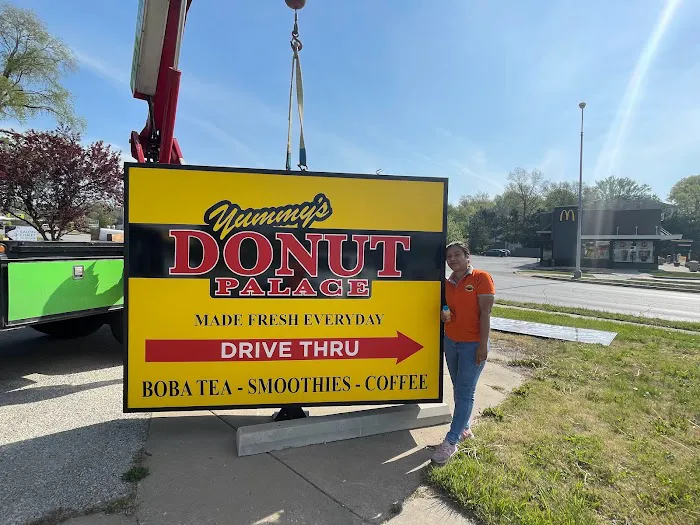 Yummy's
DONUT
PALACE
MADE FRESH EVERYDAY
DRIVE THRU
BOBA TEA - SMOOTHIES - COFFEE